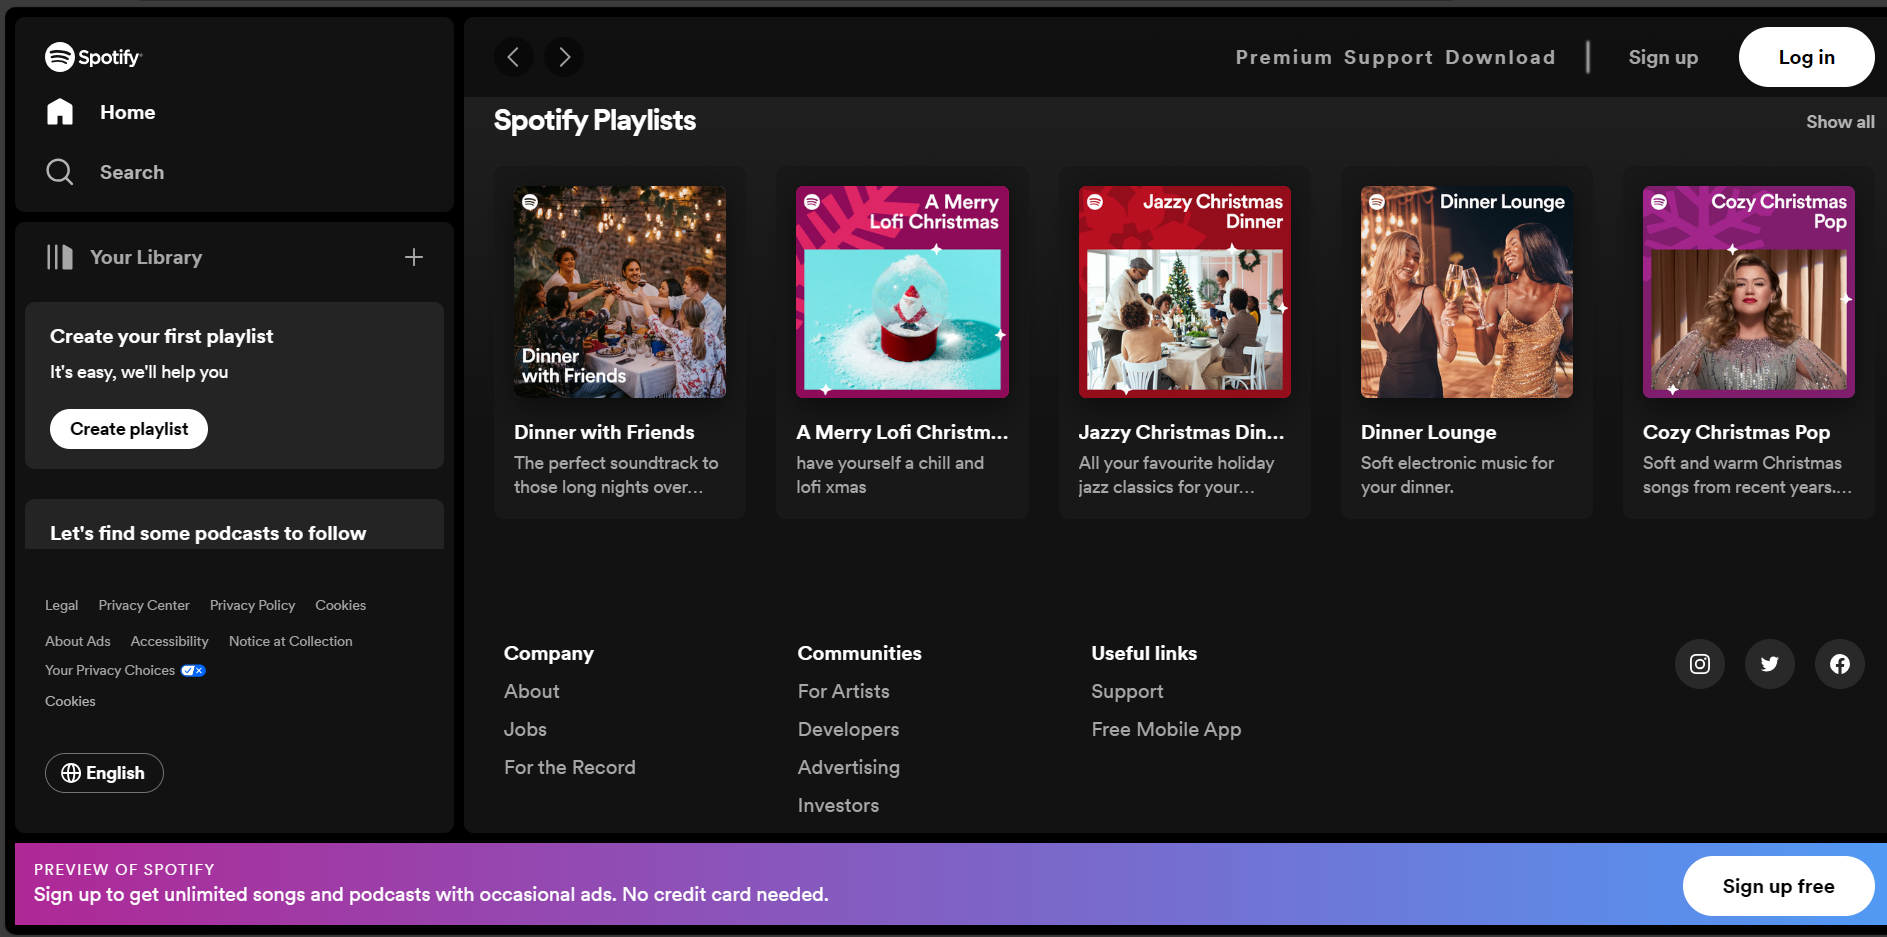 Spotify
Home
Search
Your Library
Create your first playlist
It's easy, we'll help you
Create playlist
Let's find some podcasts to follow
Legal Privacy Center Privacy Policy Cookies
About Ads Accessibility Notice at Collection
Your Privacy Choices
Cookies
English
Premium Support Download Sign up Log in
Spotify Playlists
Show all
Dinner
with Friends
Dinner with Friends
The perfect soundtrack to
those long nights over...
A Merry
Lofi Christmas
A Merry Lofi Christm...
have yourself a chill and
lofi xmas
Jazzy Christmas
Dinner
Jazzy Christmas Din...
All your favourite holiday
jazz classics for your...
Dinner Lounge
Dinner Lounge
Soft electronic music for
your dinner.
Cozy Christmas
Pop
Cozy Christmas Pop
Soft and warm Christmas
songs from recent years....
Company
About
Jobs
For the Record
Communities
For Artists
Developers
Advertising
Investors
Useful links
Support
Free Mobile App
PREVIEW OF SPOTIFY
Sign up to get unlimited songs and podcasts with occasional ads. No credit card needed.
Sign up free